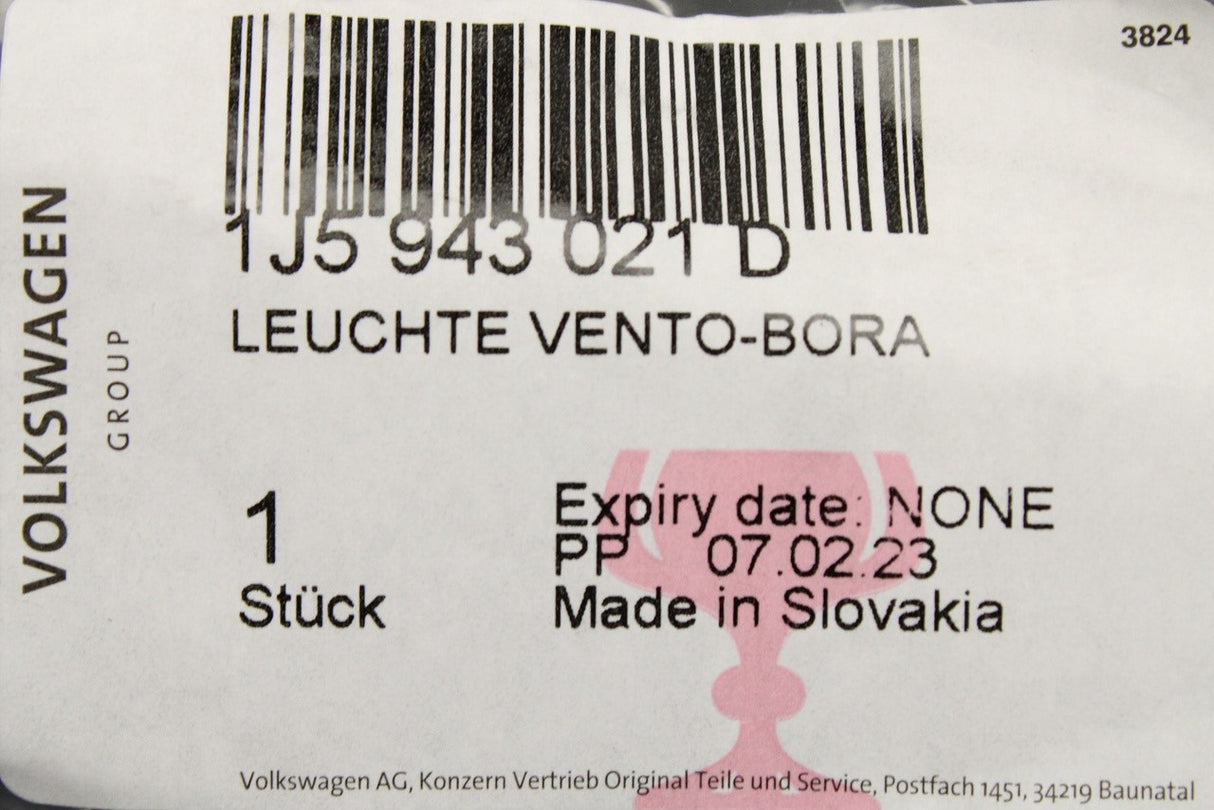 3824
1J5 943 021 D
LEUCHTE VENTO-BORA
VOLKSWAGEN
GROUP
1
Stück
Expiry date: NONE
PP 07.02.23
Made in Slovakia
Volkswagen AG, Konzern Vertrieb Original Teile und Service, Postfach 1451, 34219 Baunatal